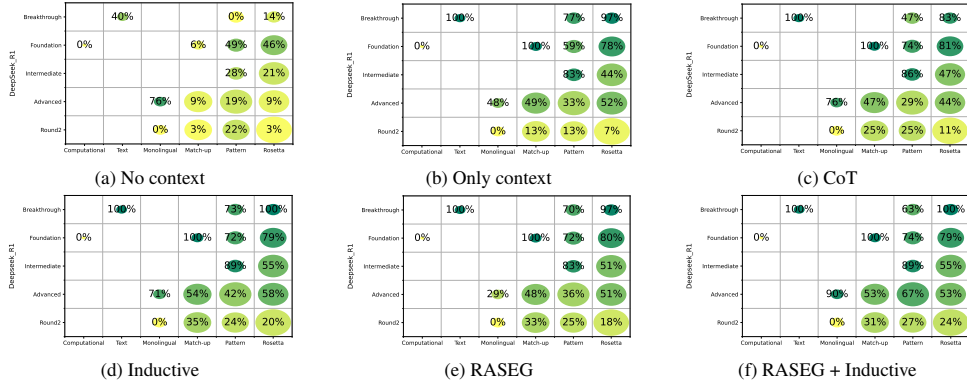 Breakthrough 40% 0% 14%
Foundation 0% 6% 49% 46%
Intermediate 28% 21%
Advanced 76% 9% 19% 9%
Round2 0% 3% 22% 3%
DeepSeek_R1
Computational Text Monolingual Match-up Pattern Rosetta
(a) No context
Breakthrough 100% 77% 97%
Foundation 0% 100% 59% 78%
Intermediate 83% 44%
Advanced 48% 49% 33% 52%
Round2 0% 13% 13% 7%
DeepSeek_R1
Computational Text Monolingual Match-up Pattern Rosetta
(b) Only context
Breakthrough 100% 47% 83%
Foundation 0% 100% 74% 81%
Intermediate 86% 47%
Advanced 76% 47% 29% 44%
Round2 0% 25% 25% 11%
DeepSeek_R1
Computational Text Monolingual Match-up Pattern Rosetta
(c) CoT
Breakthrough 100% 73% 100%
Foundation 0% 100% 72% 79%
Intermediate 89% 55%
Advanced 71% 54% 42% 58%
Round2 0% 35% 24% 20%
Deepseek_R1
Computational Text Monolingual Match-up Pattern Rosetta
(d) Inductive
Breakthrough 100% 70% 97%
Foundation 0% 100% 72% 80%
Intermediate 83% 51%
Advanced 29% 48% 36% 51%
Round2 0% 33% 25% 18%
Deepseek_R1
Computational Text Monolingual Match-up Pattern Rosetta
(e) RASEG
Breakthrough 100% 63% 100%
Foundation 0% 100% 74% 79%
Intermediate 89% 55%
Advanced 90% 53% 67% 53%
Round2 0% 31% 27% 24%
Deepseek_R1
Computational Text Monolingual Match-up Pattern Rosetta
(f) RASEG + Inductive